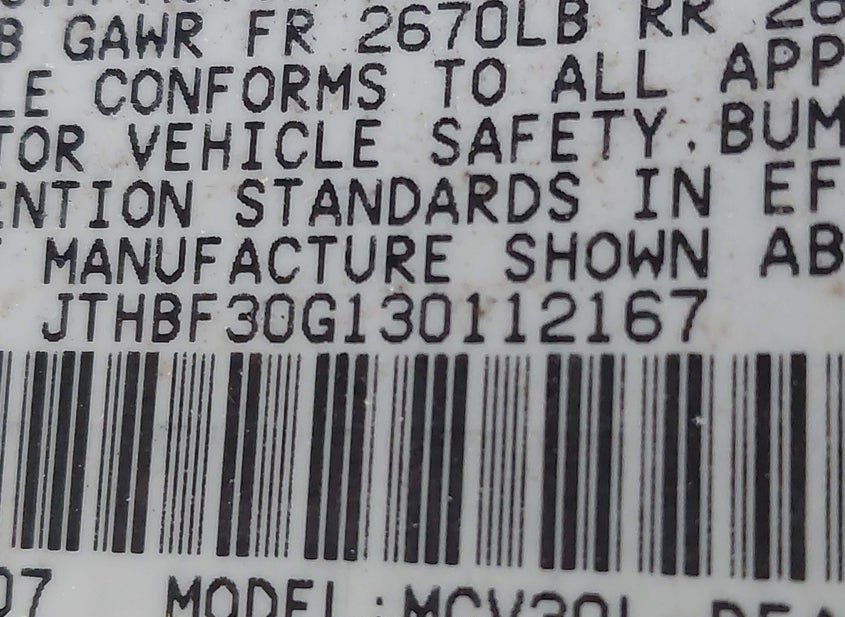 B GAWR FR 2670LB RR
LE CONFORMS TO ALL APP
TOR VEHICLE SAFETY.BUM
ENTION STANDARDS IN EF
MANUFACTURE SHOWN AB
JTHBF30G130112167
07 MODEL:MCV30L